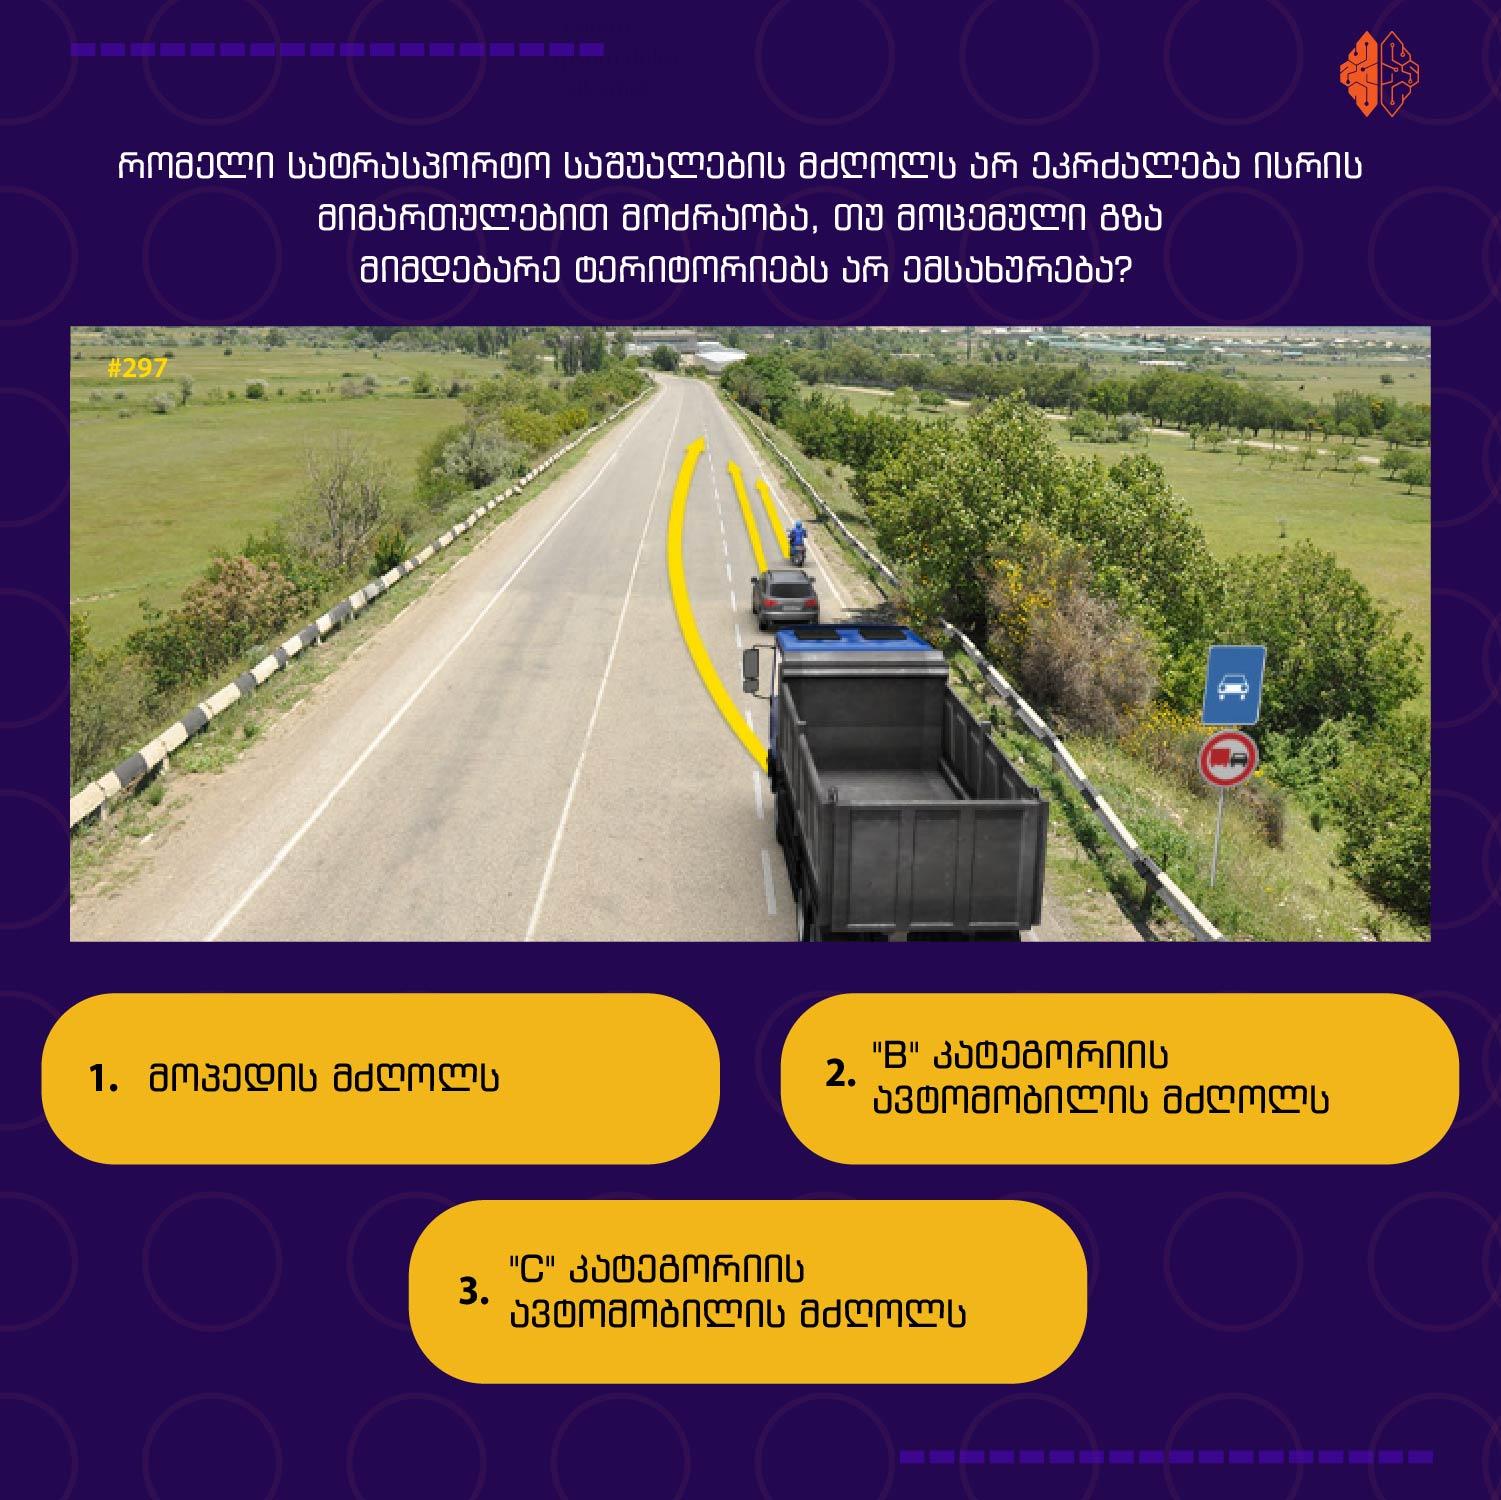 რომელი სატრასპორტო საშუალების მძღოლს არ ეკრძალება ისრის
მიმართულებით მოძრაობა, თუ მოცემული გზა
მიმდებარე ტერიტორიებს არ ემსახურება?
#297
1. მოპედის მძღოლს
2. "B" კატეგორიის
ავტომობილის მძღოლს
3. "C" კატეგორიის
ავტომობილის მძღოლს